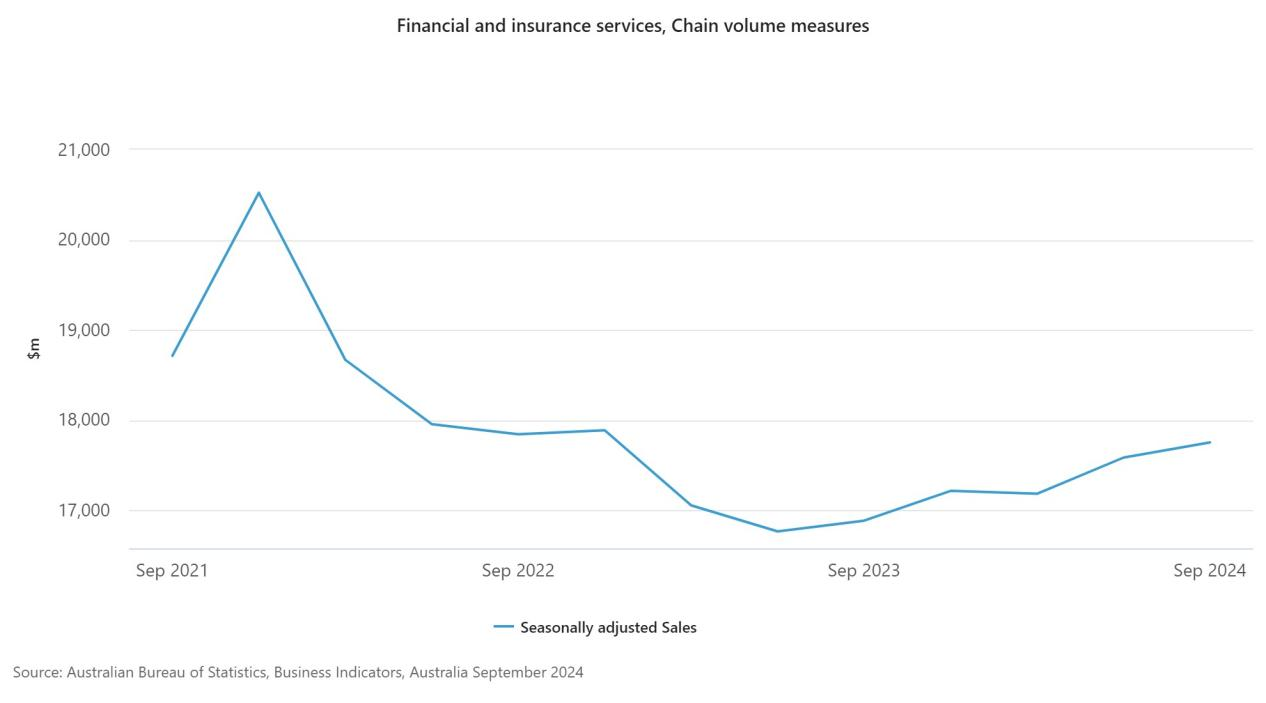 Financial and insurance services, Chain volume measures
21,000
20,000
19,000
$m
18,000
17,000
Sep 2021 Sep 2022 Sep 2023 Sep 2024
Seasonally adjusted Sales
Source: Australian Bureau of Statistics, Business Indicators, Australia September 2024